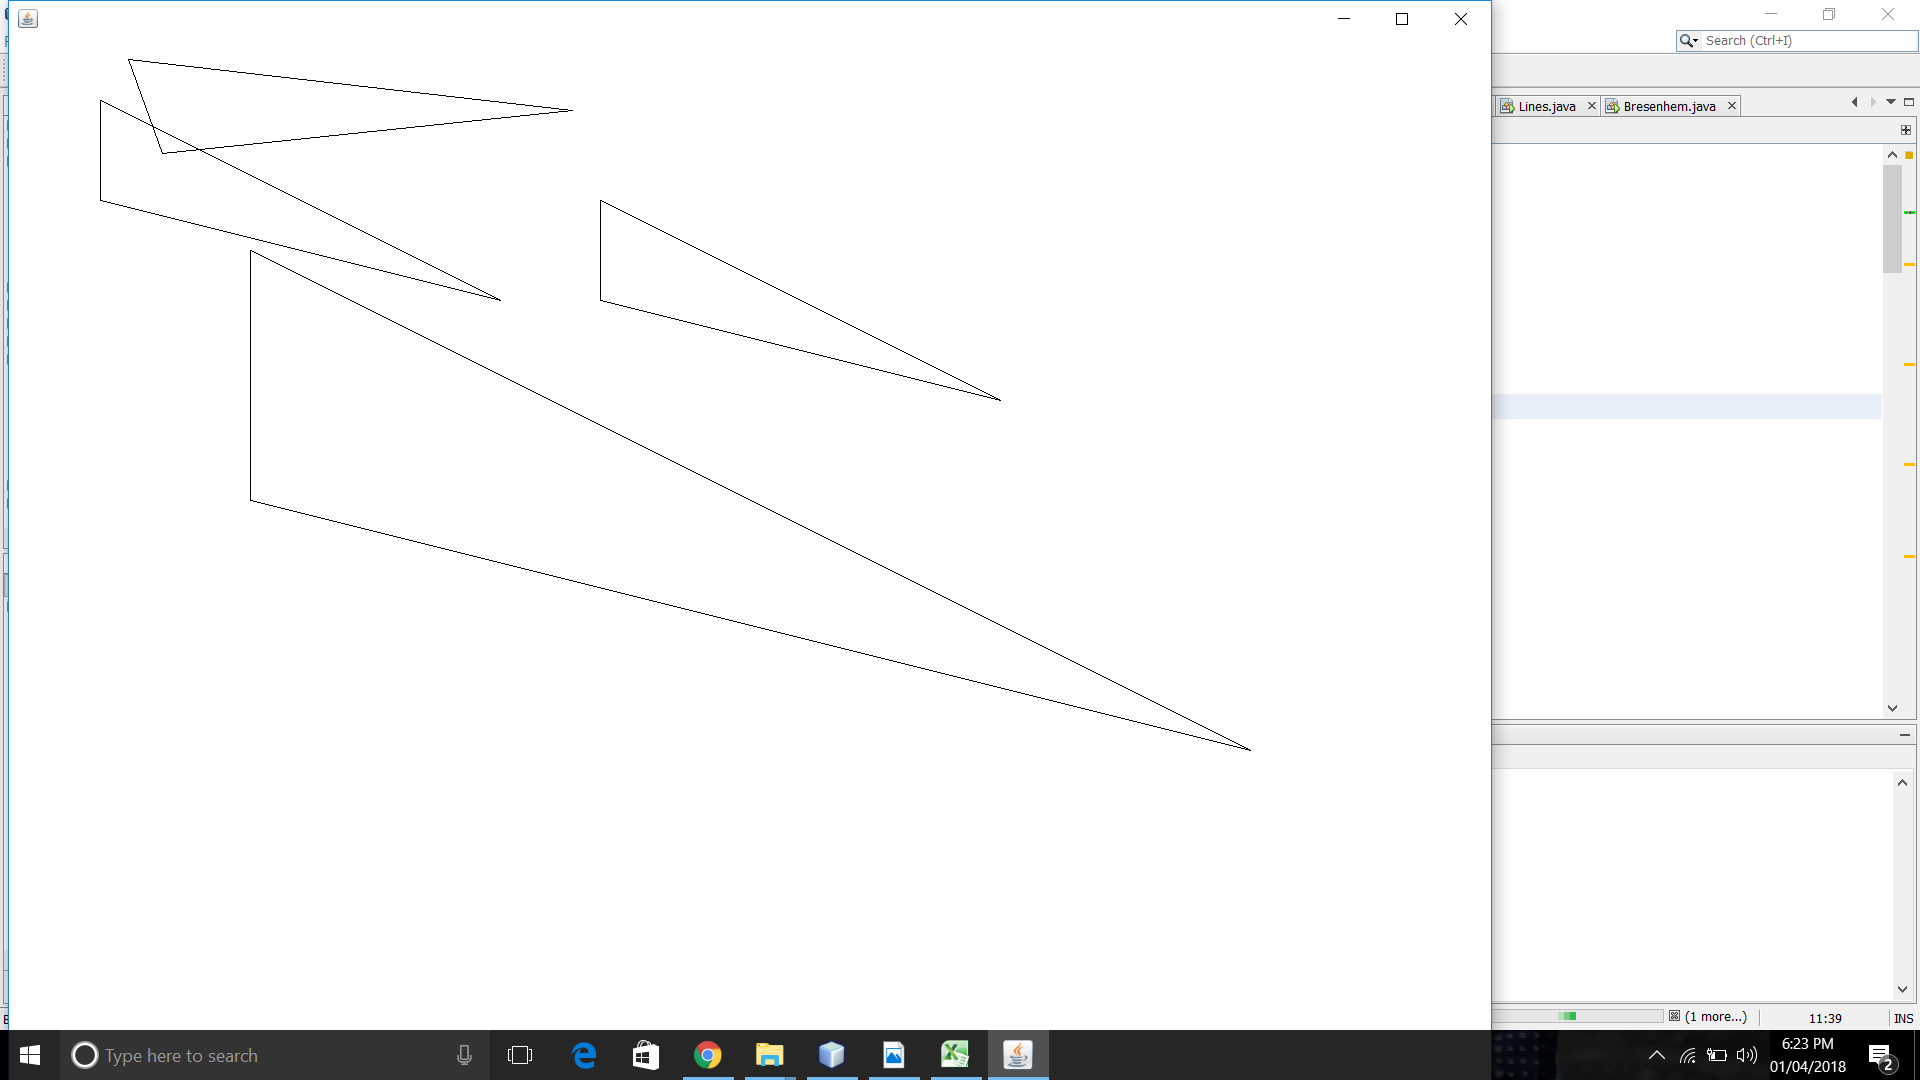 Search (Ctrl+I)
Lines.java
Bresenhem.java
(1 more...)
11:39
INS
Type here to search
6:23 PM
01/04/2018
2